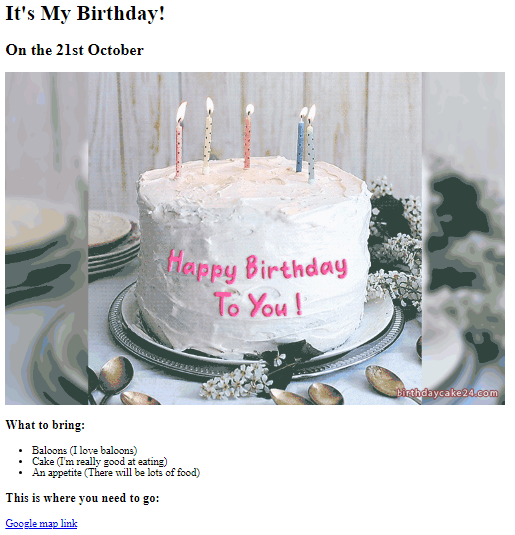 It's My Birthday!
On the 21st October
Happy Birthday
To You !
birthdaycake24.com
What to bring:
Baloons (I love baloons)
Cake (I'm really good at eating)
An appetite (There will be lots of food)
This is where you need to go:
Google map link